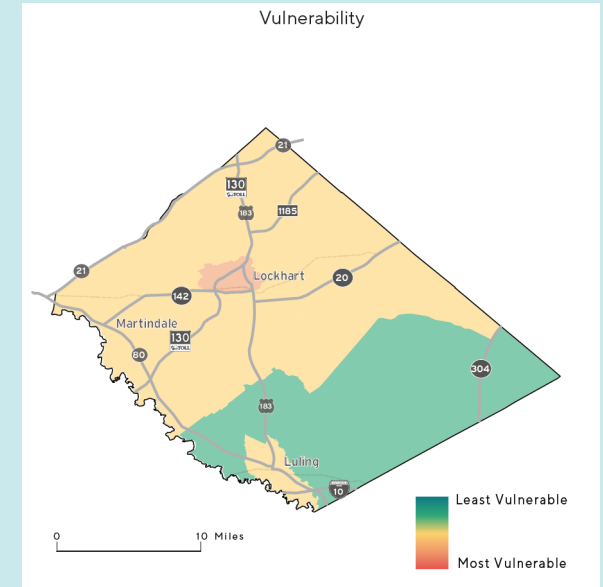 Vulnerability
21
130
TOLL
183
1185
Lockhart
21
20
142
Martindale
130
TOLL
80
304
183
Luling
10
Least Vulnerable
0 10 Miles
Most Vulnerable